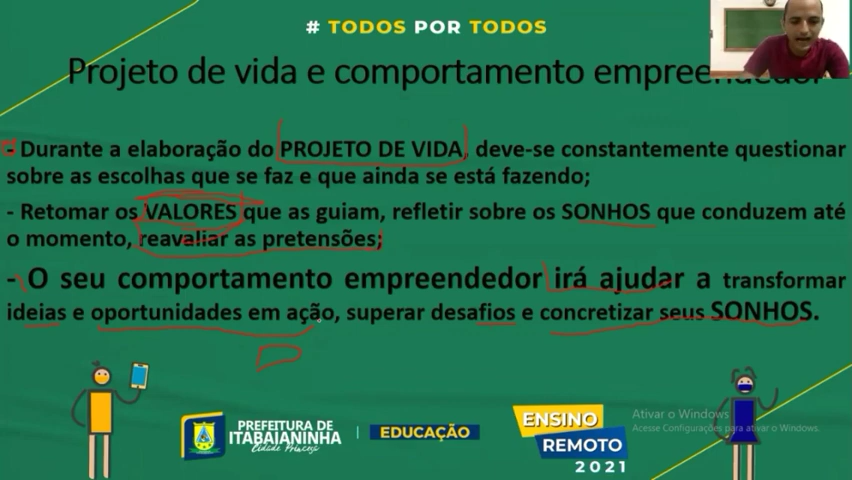 # TODOS POR TODOS
Projeto de vida e comportamento empreendedor
- Durante a elaboração do PROJETO DE VIDA, deve-se constantemente questionar
sobre as escolhas que se faz e que ainda se está fazendo;
- Retomar os VALORES que as guiam, refletir sobre os SONHOS que conduzem até
o momento, reavaliar as pretensões;
- O seu comportamento empreendedor irá ajudar a transformar
ideias e oportunidades em ação, superar desafios e concretizar seus SONHOS.
PREFEITURA DE
ITABAIANINHA
Cidade Princesa
EDUCAÇÃO
ENSINO
REMOTO
2021
Ativar o Windows
Acesse Configurações para ativar o Windows.